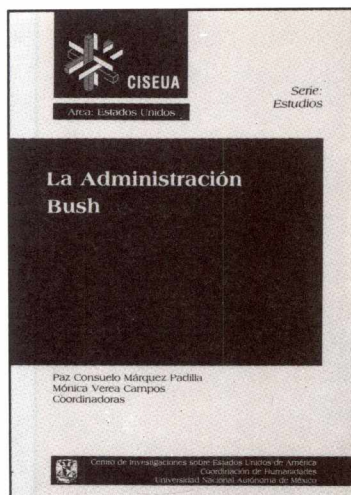 CISEUA
Area: Estados Unidos
Serie:
Estudios
La Administración
Bush
Paz Consuelo Márquez Padilla
Mónica Verea Campos
Coordinadoras
Centro de Investigaciones sobre Estados Unidos de América
Coordinación de Humanidades
Universidad Nacional Autónoma de México